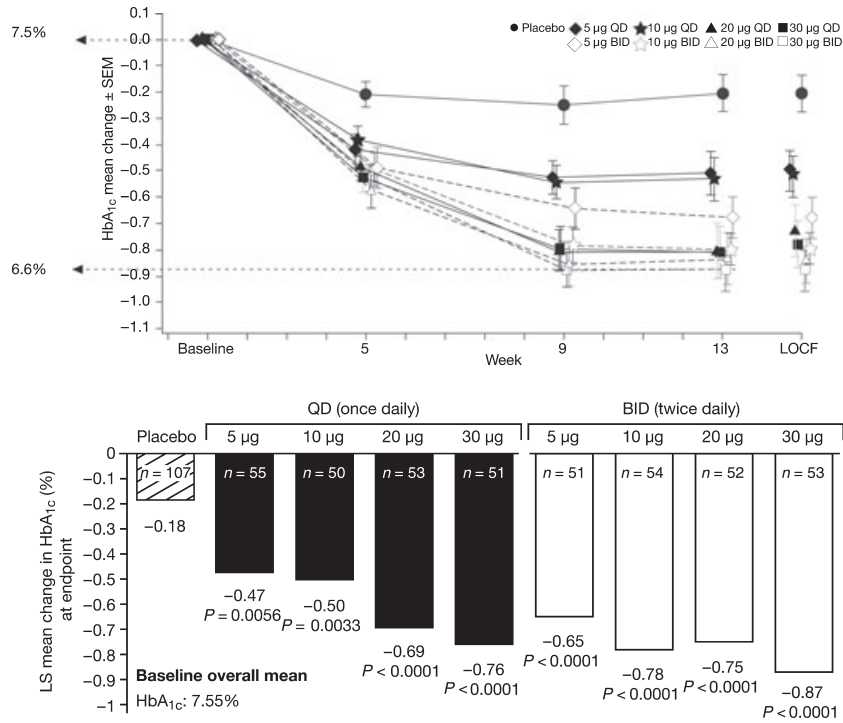 7.5%
6.6%
HbA1c mean change ± SEM
0.1
0.0
−0.1
−0.2
−0.3
−0.4
−0.5
−0.6
−0.7
−0.8
−0.9
−1.0
−1.1
Placebo 5 µg QD 10 µg QD 20 µg QD 30 µg QD
5 µg BID 10 µg BID 20 µg BID 30 µg BID
Baseline 5 9 13 LOCF
Week
QD (once daily) BID (twice daily)
Placebo 5 µg 10 µg 20 µg 30 µg 5 µg 10 µg 20 µg 30 µg
LS mean change in HbA1c (%)
at endpoint
0
−0.1
−0.2
−0.3
−0.4
−0.5
−0.6
−0.7
−0.8
−0.9
−1
n = 107 n = 55 n = 50 n = 53 n = 51 n = 51 n = 54 n = 52 n = 53
−0.18
−0.47
P = 0.0056
−0.50
P = 0.0033
−0.69
P < 0.0001
−0.76
P < 0.0001
−0.65
P < 0.0001
−0.78
P < 0.0001
−0.75
P < 0.0001
−0.87
P < 0.0001
Baseline overall mean
HbA1c: 7.55%